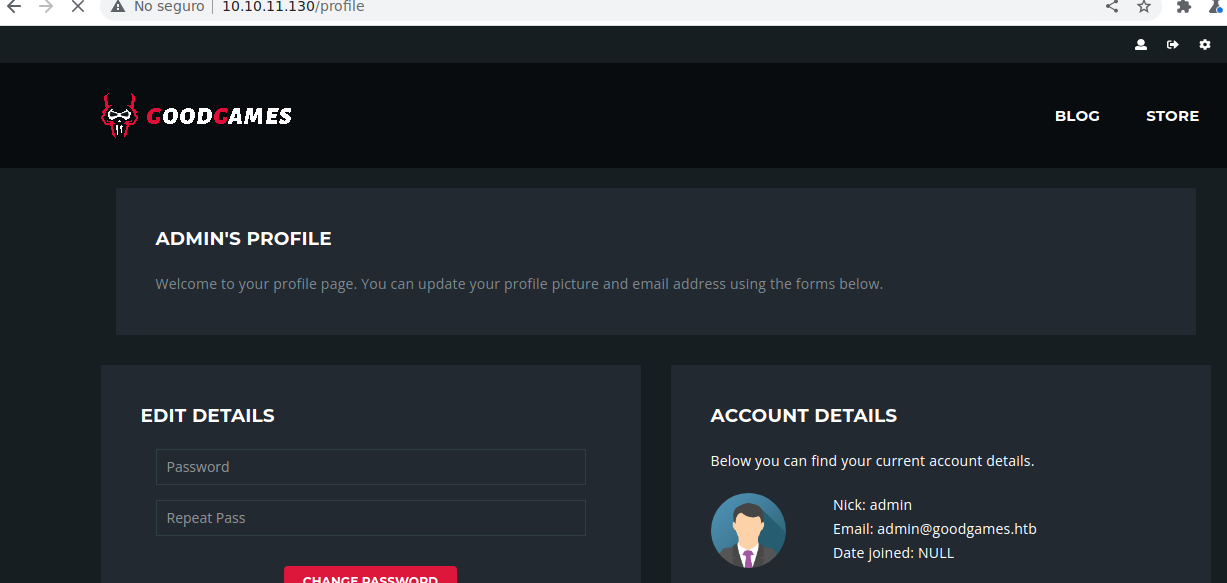 No seguro | 10.10.11.130/profile
GOODGAMES
BLOG STORE
ADMIN'S PROFILE
Welcome to your profile page. You can update your profile picture and email address using the forms below.
EDIT DETAILS
Password
Repeat Pass
CHANGE PASSWORD
ACCOUNT DETAILS
Below you can find your current account details.
Nick: admin
Email: admin@goodgames.htb
Date joined: NULL